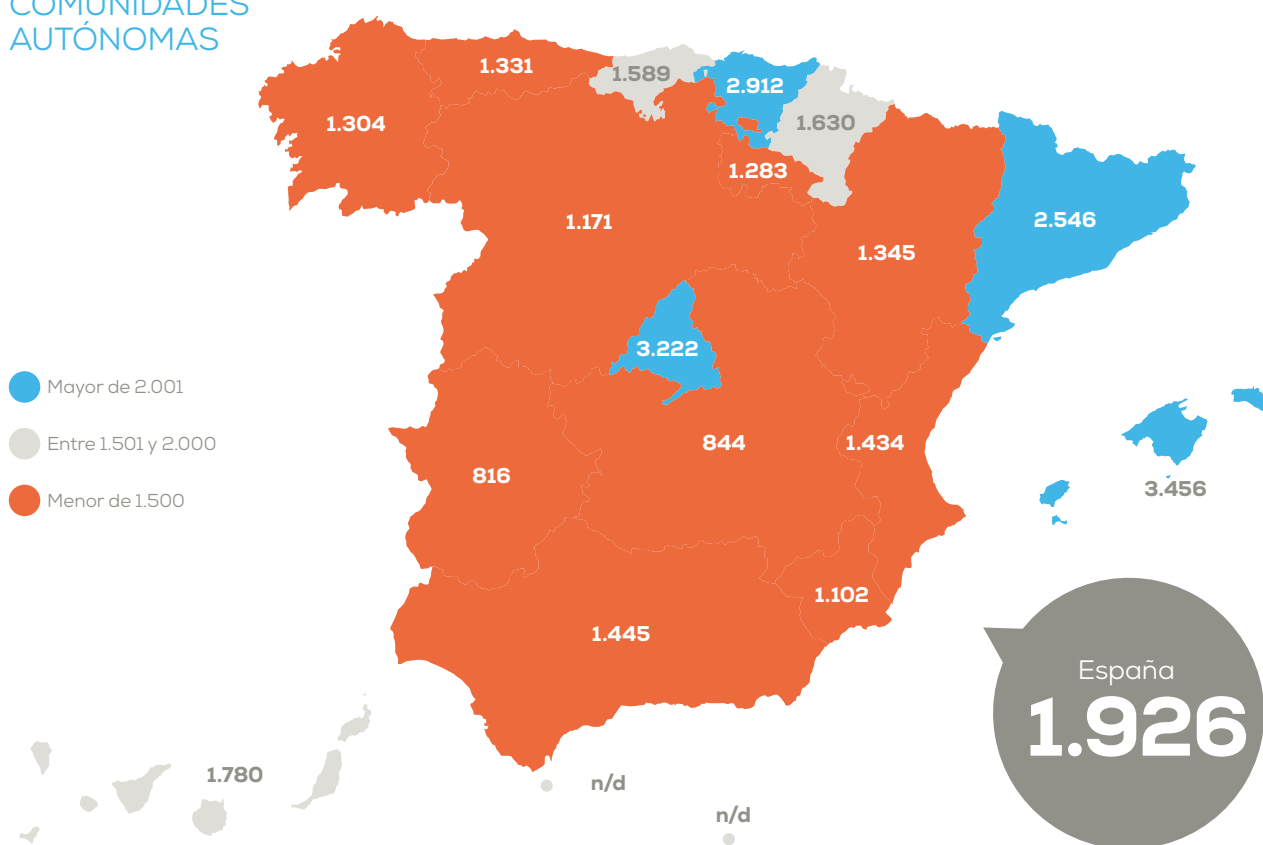 COMUNIDADES
AUTÓNOMAS
1.331
1.589
2.912
1.304
1.630
1.283
1.171
2.546
1.345
3.222
Mayor de 2.001
Entre 1.501 y 2.000
844
1.434
816
3.456
Menor de 1.500
1.102
1.445
España
1.926
1.780
n/d
n/d